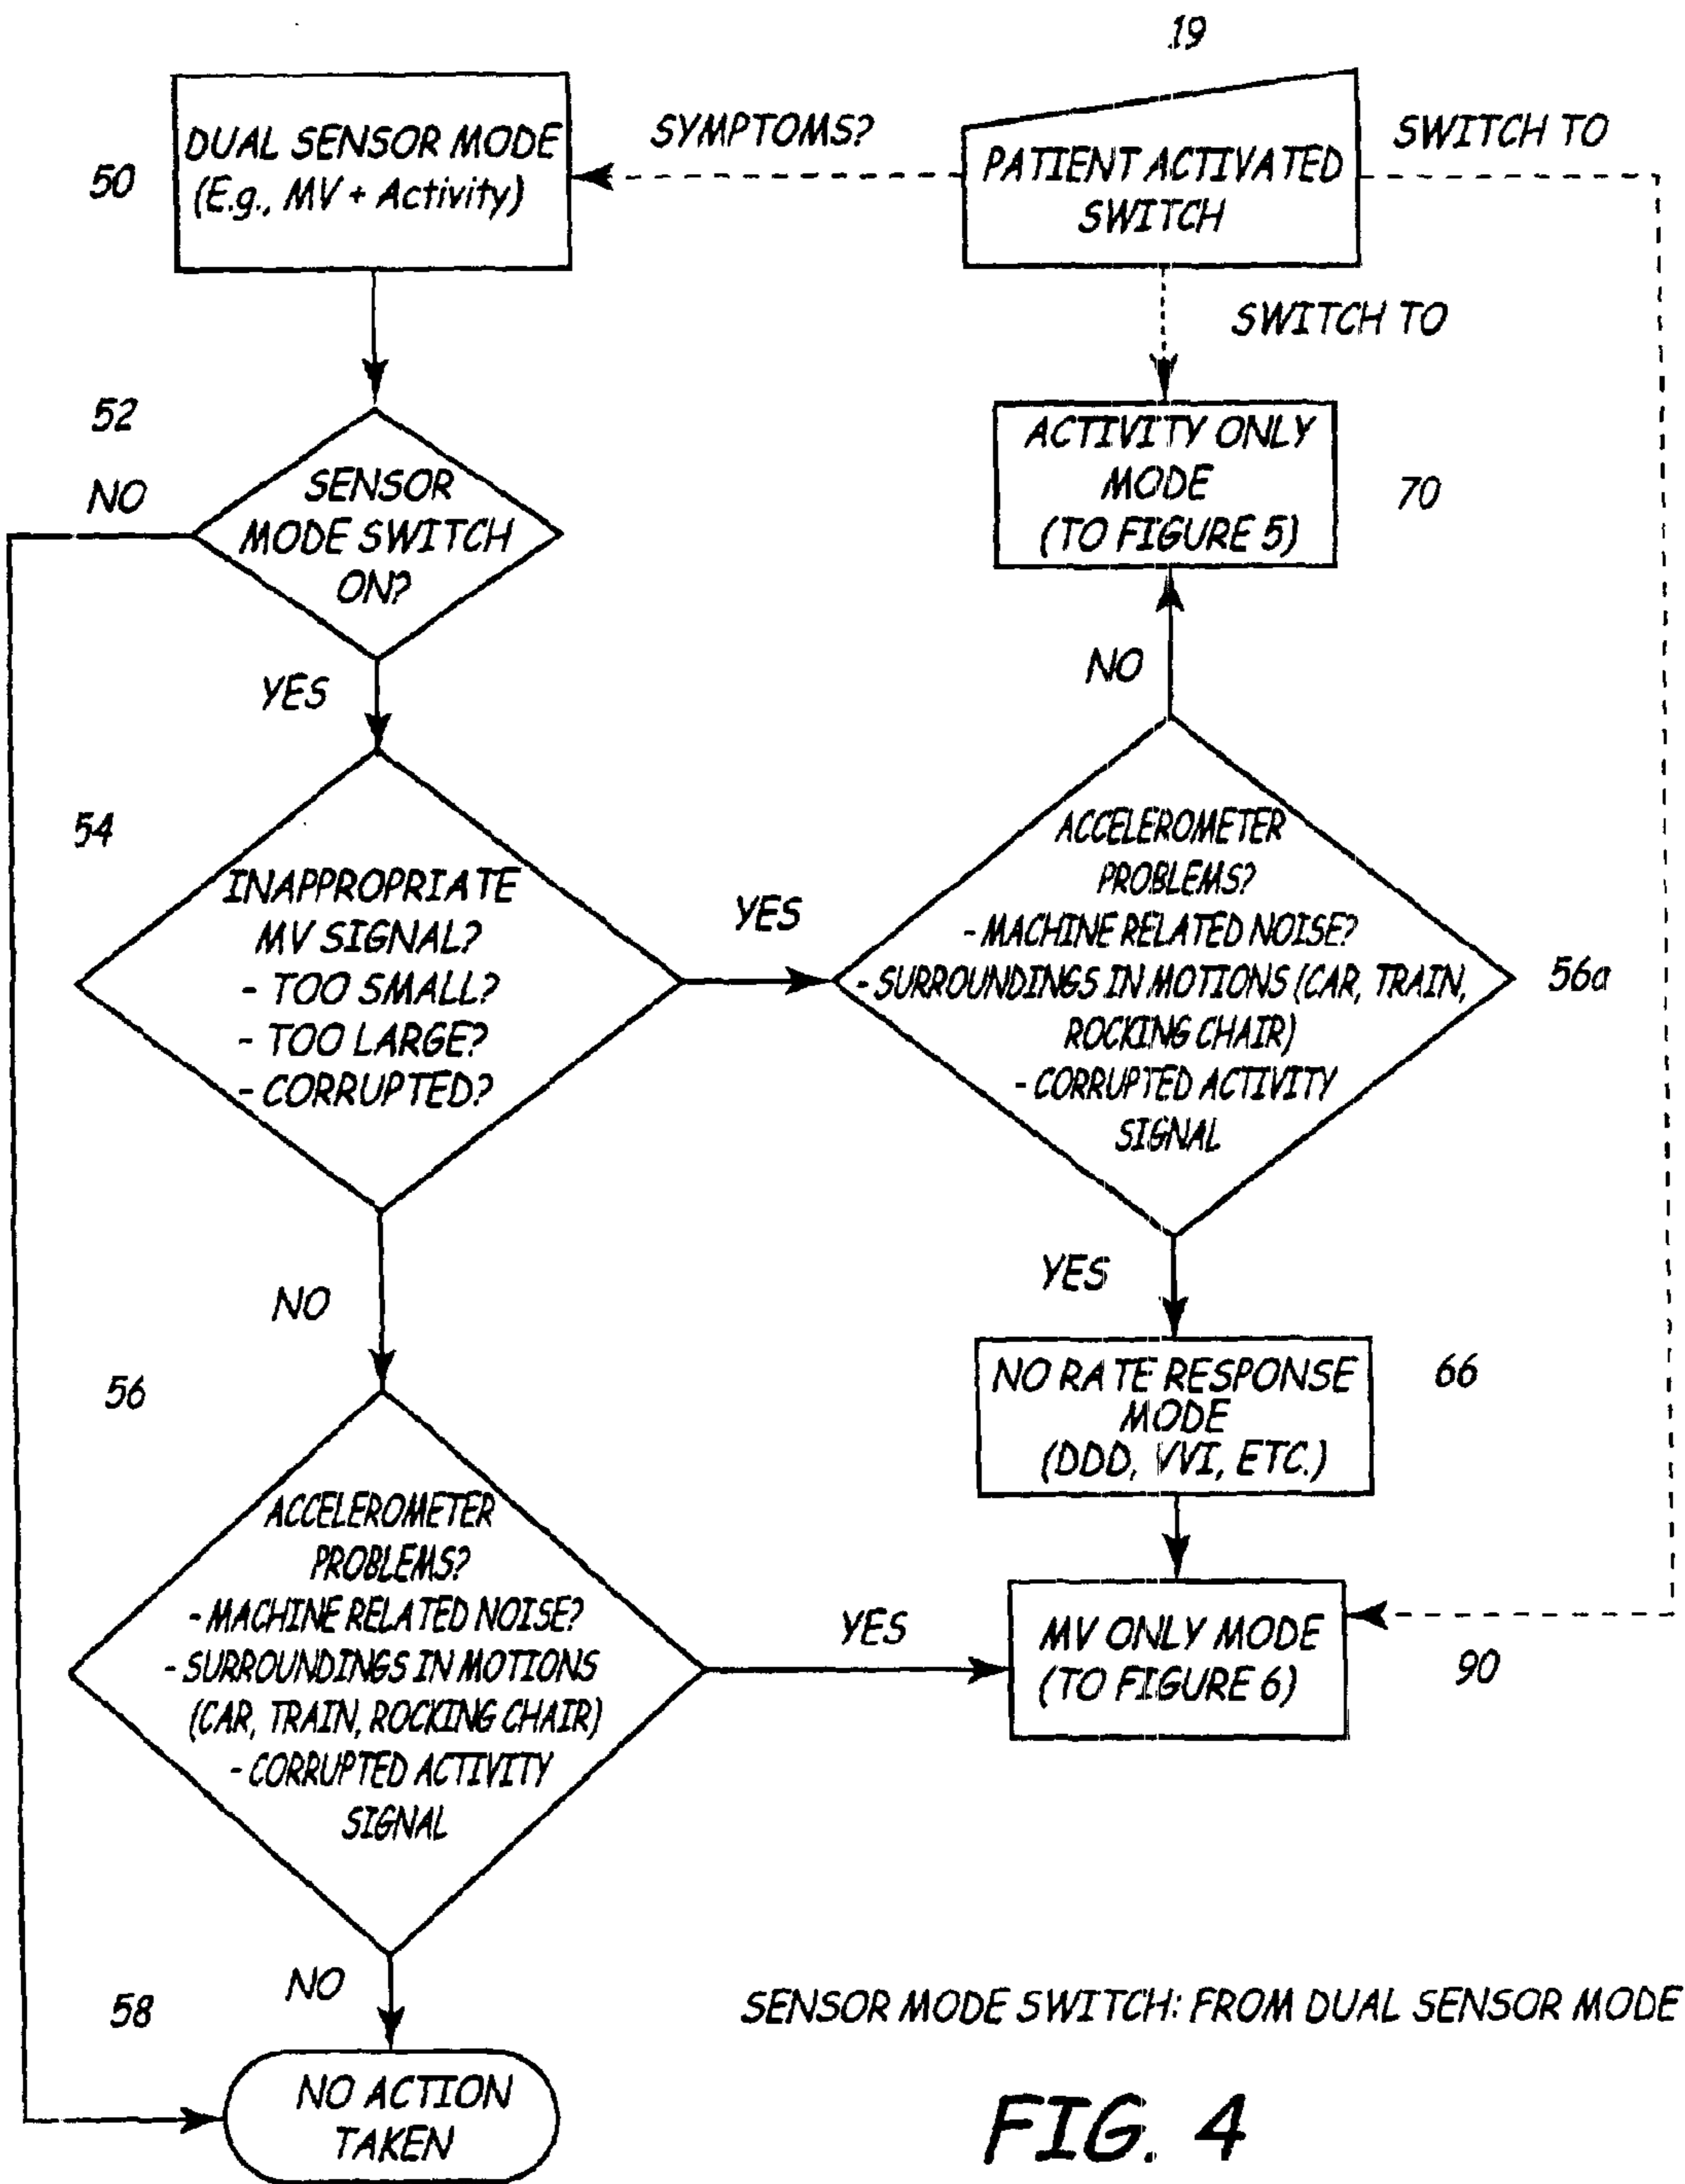 19
DUAL SENSOR MODE
(E.g., MV + Activity)
50
SYMPTOMS?
PATIENT ACTIVATED
SWITCH
SWITCH TO
SWITCH TO
52
NO
SENSOR
MODE SWITCH
ON?
ACTIVITY ONLY
MODE
(TO FIGURE 5)
70
YES
NO
54
INAPPROPRIATE
MV SIGNAL?
- TOO SMALL?
- TOO LARGE?
- CORRUPTED?
YES
ACCELEROMETER
PROBLEMS?
- MACHINE RELATED NOISE?
- SURROUNDINGS IN MOTIONS (CAR, TRAIN,
ROCKING CHAIR)
- CORRUPTED ACTIVITY
SIGNAL
56a
NO
YES
56
NO RATE RESPONSE
MODE
(DDD, VVI, ETC.)
66
ACCELEROMETER
PROBLEMS?
- MACHINE RELATED NOISE?
- SURROUNDINGS IN MOTIONS
(CAR, TRAIN, ROCKING CHAIR)
- CORRUPTED ACTIVITY
SIGNAL
YES
MV ONLY MODE
(TO FIGURE 6)
90
NO
58
NO ACTION
TAKEN
SENSOR MODE SWITCH: FROM DUAL SENSOR MODE
FIG. 4